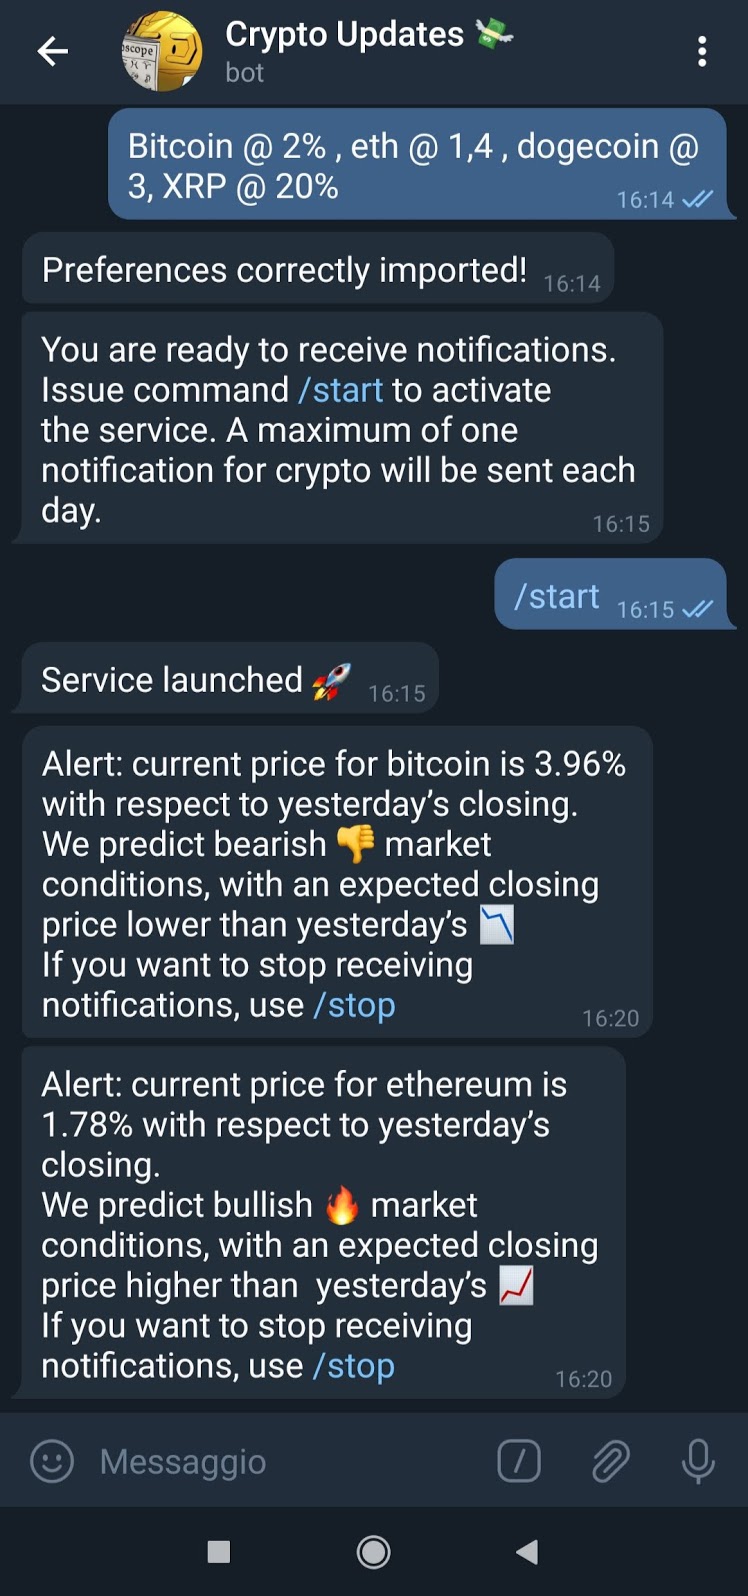 Crypto Updates 💸
bot
scope
Bitcoin @ 2% , eth @ 1,4 , dogecoin @
3, XRP @ 20%
16:14
Preferences correctly imported! 16:14
You are ready to receive notifications.
Issue command /start to activate
the service. A maximum of one
notification for crypto will be sent each
day.
16:15
/start 16:15
Service launched 🚀 16:15
Alert: current price for bitcoin is 3.96%
with respect to yesterday's closing.
We predict bearish 👎 market
conditions, with an expected closing
price lower than yesterday's 📉
If you want to stop receiving
notifications, use /stop
16:20
Alert: current price for ethereum is
1.78% with respect to yesterday's
closing.
We predict bullish 🔥 market
conditions, with an expected closing
price higher than  yesterday's 📈
If you want to stop receiving
notifications, use /stop
16:20
Messaggio